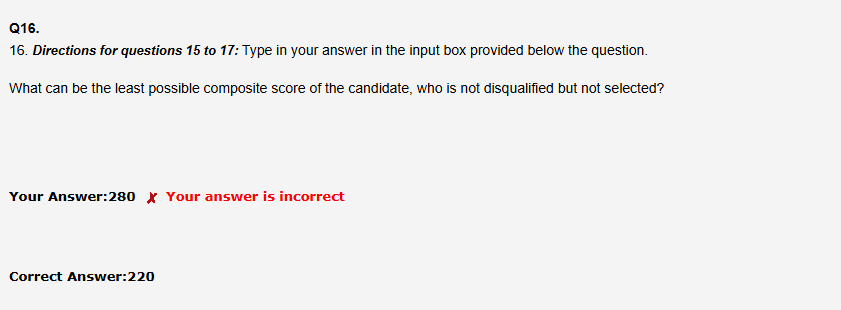 Q16.
16. Directions for questions 15 to 17: Type in your answer in the input box provided below the question.
What can be the least possible composite score of the candidate, who is not disqualified but not selected?
Your Answer:280 ✘ Your answer is incorrect
Correct Answer:220